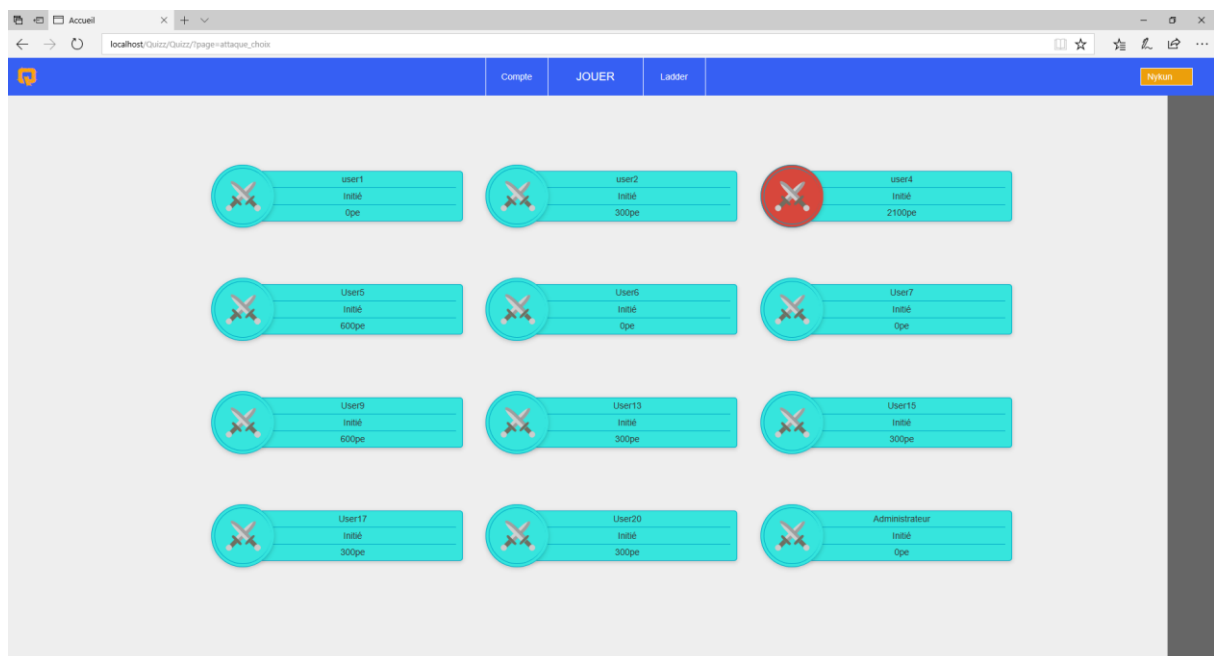 Accueil
localhost/Quizz/Quizz/?page=attaque_choix
Compte
JOUER
Ladder
Nykun
user1
Initié
0pe
user2
Initié
300pe
user4
Initié
2100pe
User5
Initié
600pe
User6
Initié
0pe
User7
Initié
0pe
User9
Initié
600pe
User13
Initié
300pe
User15
Initié
300pe
User17
Initié
300pe
User20
Initié
300pe
Administrateur
Initié
0pe